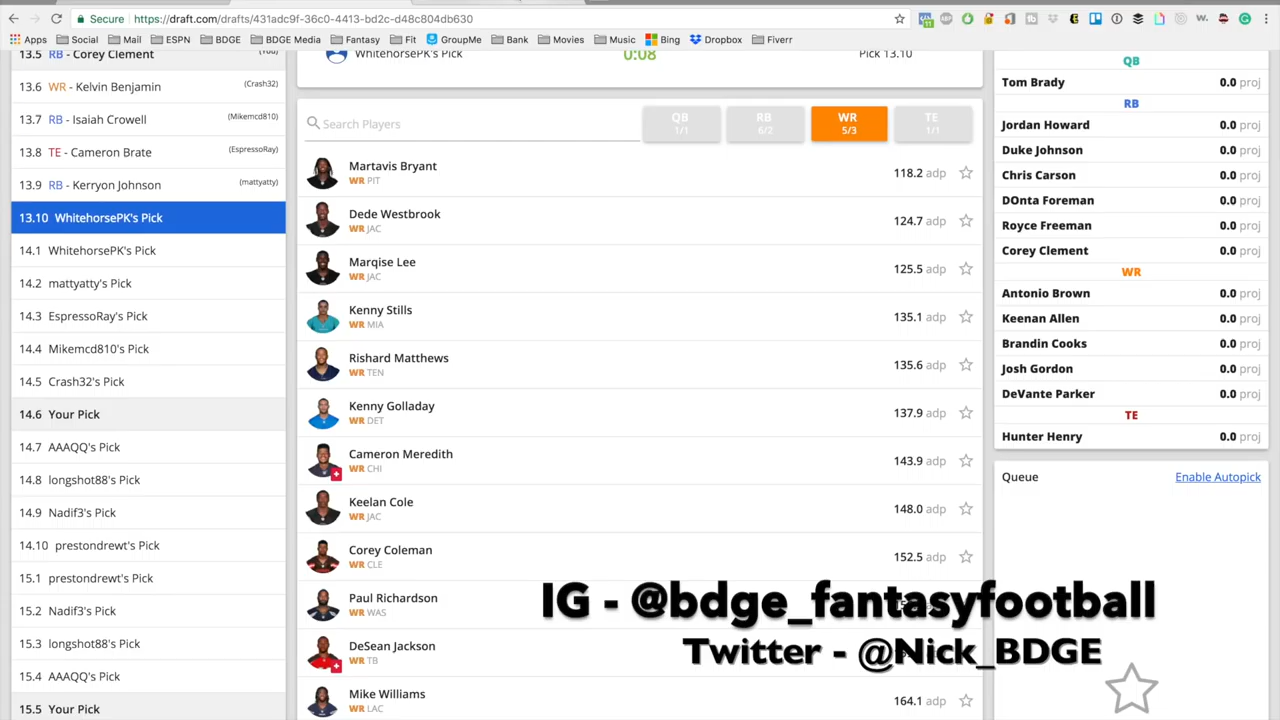 Secure
https://draft.com/drafts/431adc9f-36c0-4413-bd2c-d48c804db630
Apps Social Mail ESPN BDGE BDGE Media Fantasy Fit GroupMe Bank Movies Music Bing Dropbox Fiverr
13.5 RB - Corey Clement (You)
13.6 WR - Kelvin Benjamin (Crash32)
13.7 RB - Isaiah Crowell (Mikemcd810)
13.8 TE - Cameron Brate (EspressoRay)
13.9 RB - Kerryon Johnson (mattyatty)
13.10 WhitehorsePK's Pick
14.1 WhitehorsePK's Pick
14.2 mattyatty's Pick
14.3 EspressoRay's Pick
14.4 Mikemcd810's Pick
14.5 Crash32's Pick
14.6 Your Pick
14.7 AAAQQ's Pick
14.8 longshot88's Pick
14.9 Nadif3's Pick
14.10 prestondrewt's Pick
15.1 prestondrewt's Pick
15.2 Nadif3's Pick
15.3 longshot88's Pick
15.4 AAAQQ's Pick
15.5 Your Pick
WhitehorsePK's Pick 0:08 Pick 13.10
Search Players
QB
1/1
RB
6/2
WR
5/3
TE
1/1
Martavis Bryant
WR PIT
118.2 adp
Dede Westbrook
WR JAC
124.7 adp
Marqise Lee
WR JAC
125.5 adp
Kenny Stills
WR MIA
135.1 adp
Rishard Matthews
WR TEN
135.6 adp
Kenny Golladay
WR DET
137.9 adp
Cameron Meredith
WR CHI
143.9 adp
Keelan Cole
WR JAC
148.0 adp
Corey Coleman
WR CLE
152.5 adp
Paul Richardson
WR WAS
DeSean Jackson
WR TB
Mike Williams
WR LAC
164.1 adp
QB
Tom Brady 0.0 proj
RB
Jordan Howard 0.0 proj
Duke Johnson 0.0 proj
Chris Carson 0.0 proj
DOnta Foreman 0.0 proj
Royce Freeman 0.0 proj
Corey Clement 0.0 proj
WR
Antonio Brown 0.0 proj
Keenan Allen 0.0 proj
Brandin Cooks 0.0 proj
Josh Gordon 0.0 proj
DeVante Parker 0.0 proj
TE
Hunter Henry 0.0 proj
Queue Enable Autopick
IG - @bdge_fantasyfootball
Twitter - @Nick_BDGE